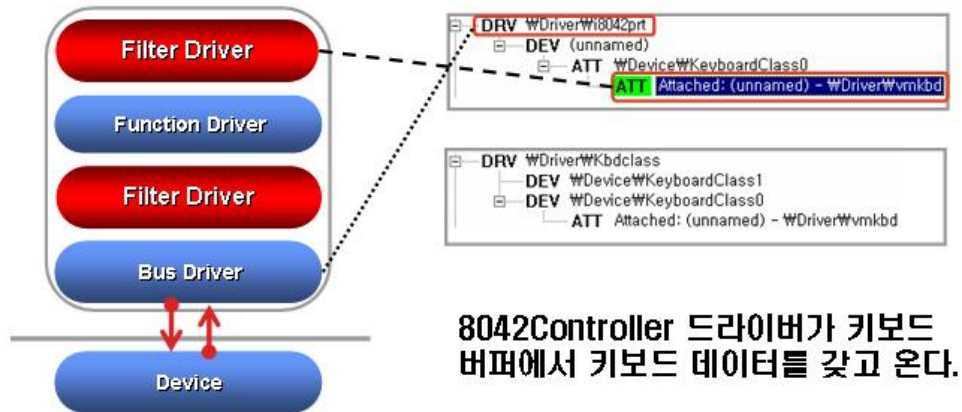 Filter Driver
Function Driver
Filter Driver
Bus Driver
Device
DRV ₩Driver₩i8042prt
DEV (unnamed)
ATT ₩Device₩KeyboardClass0
ATT Attached: (unnamed) - ₩Driver₩vmkbd
DRV ₩Driver₩Kbdclass
DEV ₩Device₩KeyboardClass1
DEV ₩Device₩KeyboardClass0
ATT Attached: (unnamed) - ₩Driver₩vmkbd
8042Controller 드라이버가 키보드
버퍼에서 키보드 데이터를 갖고 온다.